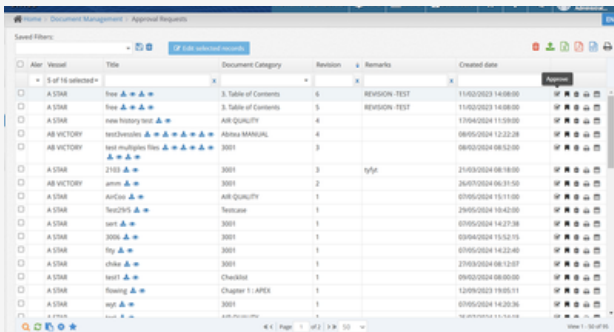 Administrat...
Home > Document Management > Approval Requests
EN
Saved Filters:
Edit selected records
Aler Vessel Title Document Category Revision Remarks Created date
5 of 16 selected x x x
Approve
A STAR free 3. Table of Contents 6 REVISION -TEST 11/02/2023 14:08:00
A STAR free 3. Table of Contents 5 REVISION -TEST 11/02/2023 14:08:00
A STAR new history test AIR QUALITY 4 17/04/2024 11:59:00
AB VICTORY test3vessles Abitea MANUAL 4 08/05/2024 12:22:28
AB VICTORY test multiples files 3001 3 08/02/2024 08:52:00
A STAR 2103 3001 3 tyfyt 21/03/2024 08:18:00
AB VICTORY amm 3001 2 26/07/2024 06:31:50
A STAR AirCoo AIR QUALITY 1 07/05/2024 15:11:00
A STAR Test29/5 Testcase 1 29/05/2024 10:42:00
A STAR sert 3001 1 07/05/2024 14:27:38
A STAR 3006 3001 1 03/04/2024 15:52:15
A STAR fity 3001 1 07/05/2024 14:22:40
A STAR chike 3001 1 27/03/2024 08:12:07
A STAR test1 Checklist 1 09/02/2024 08:00:00
A STAR flowing Chapter 1 : APEX 1 12/09/2023 19:05:11
A STAR wyt 3001 1 07/05/2024 14:20:36
Page 1 of 2 50 View 1 - 50 of 91